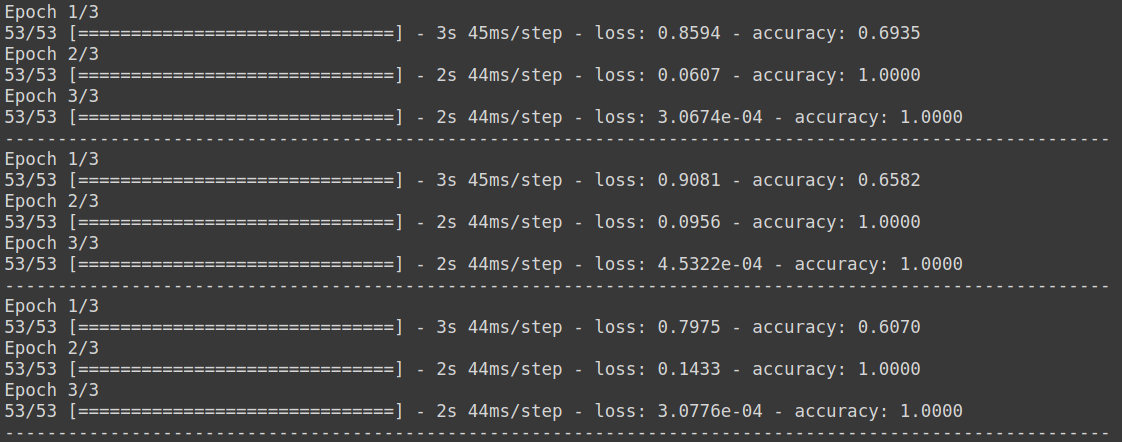 Epoch 1/3
53/53 [==============================] - 3s 45ms/step - loss: 0.8594 - accuracy: 0.6935
Epoch 2/3
53/53 [==============================] - 2s 44ms/step - loss: 0.0607 - accuracy: 1.0000
Epoch 3/3
53/53 [==============================] - 2s 44ms/step - loss: 3.0674e-04 - accuracy: 1.0000
---------------------------------------------------------------------------------------------------------
Epoch 1/3
53/53 [==============================] - 3s 45ms/step - loss: 0.9081 - accuracy: 0.6582
Epoch 2/3
53/53 [==============================] - 2s 44ms/step - loss: 0.0956 - accuracy: 1.0000
Epoch 3/3
53/53 [==============================] - 2s 44ms/step - loss: 4.5322e-04 - accuracy: 1.0000
---------------------------------------------------------------------------------------------------------
Epoch 1/3
53/53 [==============================] - 3s 44ms/step - loss: 0.7975 - accuracy: 0.6070
Epoch 2/3
53/53 [==============================] - 2s 44ms/step - loss: 0.1433 - accuracy: 1.0000
Epoch 3/3
53/53 [==============================] - 2s 44ms/step - loss: 3.0776e-04 - accuracy: 1.0000
---------------------------------------------------------------------------------------------------------